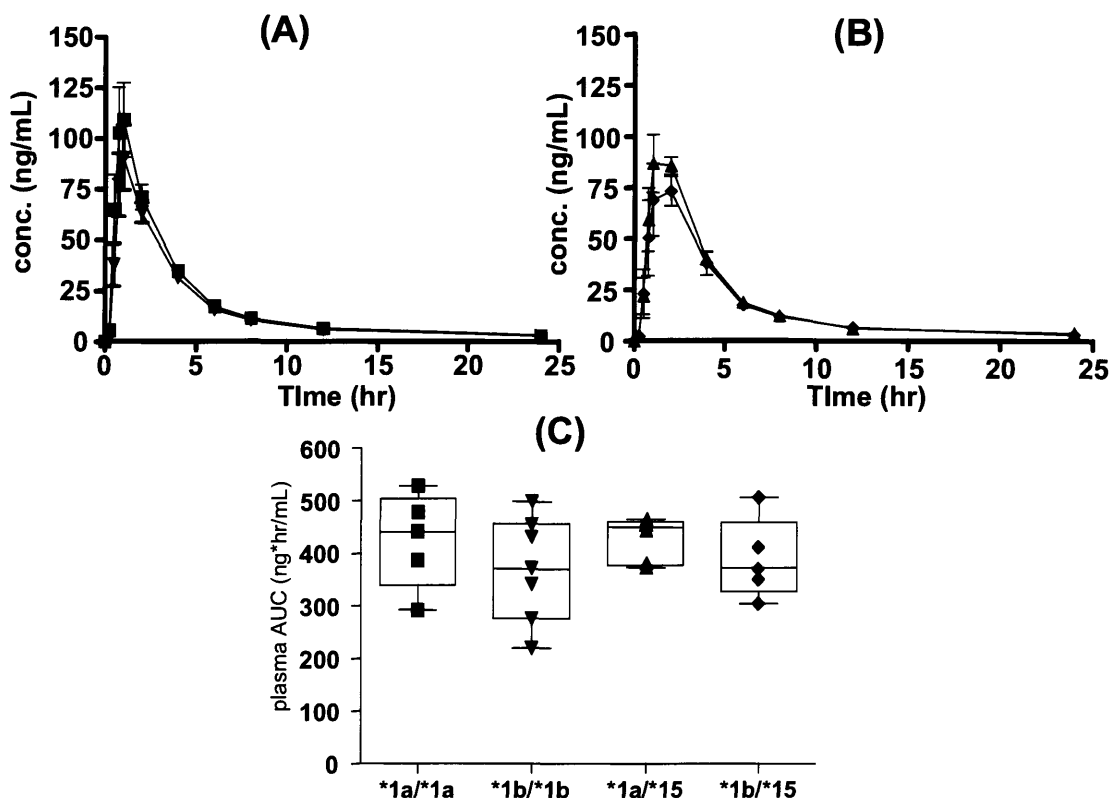 (A)
150
125
100
75
50
25
0
conc. (ng/mL)
0 5 10 15 20 25
TIme (hr)
(B)
150
125
100
75
50
25
0
conc. (ng/mL)
0 5 10 15 20 25
TIme (hr)
(C)
600
500
400
300
200
100
0
plasma AUC (ng*hr/mL)
*1a/*1a *1b/*1b *1a/*15 *1b/*15